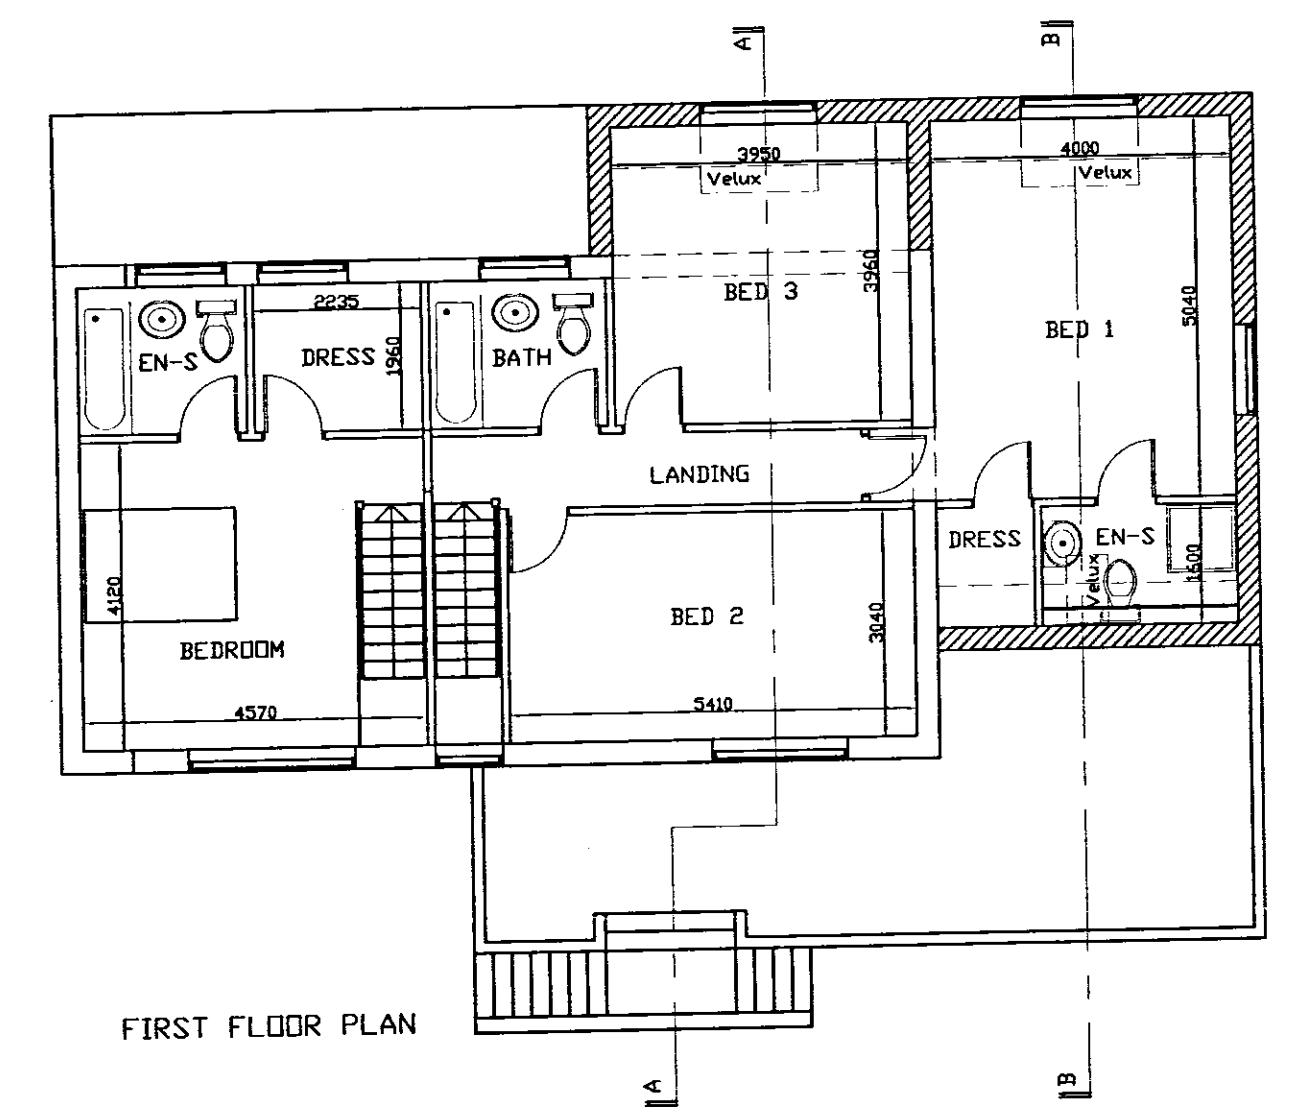 A
B
3950
4000
Velux
Velux
3960
BED 3
5040
2235
BED 1
EN-S
DRESS
1960
BATH
LANDING
DRESS
EN-S
1600
Velux
4120
BED 2
3040
BEDROOM
4570
5410
FIRST FLOOR PLAN
A
B